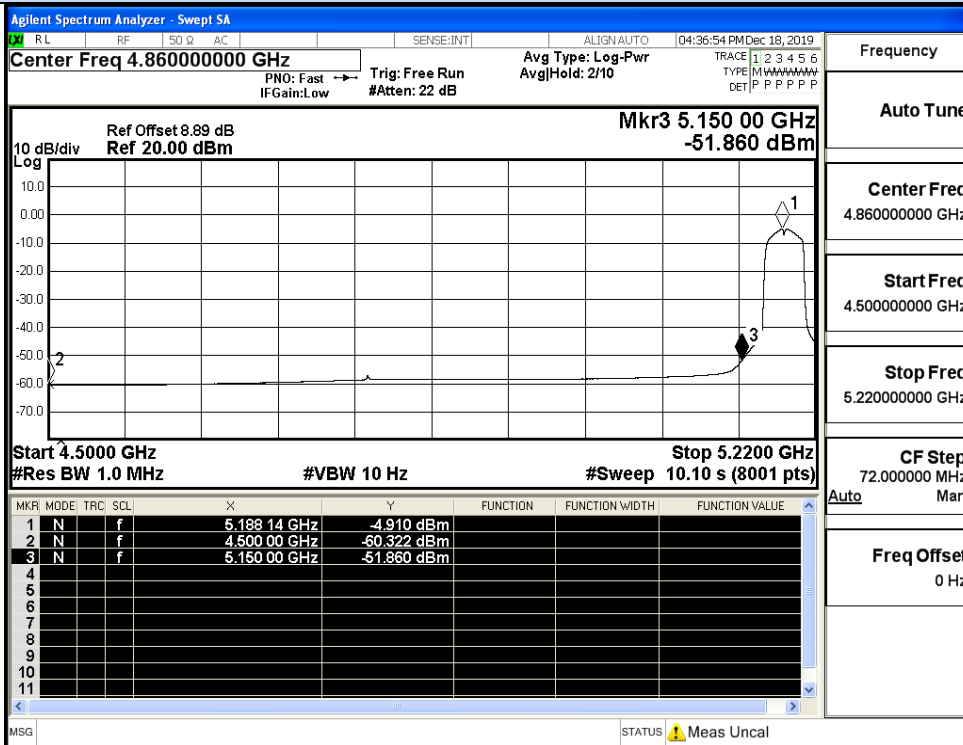 Agilent Spectrum Analyzer - Swept SA
LXI RL RF 50 Ω AC SENSE:INT ALIGN AUTO 04:36:54 PM Dec 18, 2019
Center Freq 4.860000000 GHz
PNO: Fast
IFGain:Low
Trig: Free Run
#Atten: 22 dB
Avg Type: Log-Pwr
Avg|Hold: 2/10
TRACE 1 2 3 4 5 6
TYPE M W W W W W
DET P P P P P P
Mkr3 5.150 00 GHz
-51.860 dBm
Ref Offset 8.89 dB
10 dB/div Ref 20.00 dBm
Log
10.0
0.00
-10.0
-20.0
-30.0
-40.0
-50.0
-60.0
-70.0
1
2
3
Start 4.5000 GHz Stop 5.2200 GHz
#Res BW 1.0 MHz #VBW 10 Hz #Sweep 10.10 s (8001 pts)
MKR MODE TRC SCL X Y FUNCTION FUNCTION WIDTH FUNCTION VALUE
1 N f 5.188 14 GHz -4.910 dBm
2 N f 4.500 00 GHz -60.322 dBm
3 N f 5.150 00 GHz -51.860 dBm
4
5
6
7
8
9
10
11
MSG STATUS Meas Uncal
Frequency
Auto Tune
Center Freq
4.860000000 GHz
Start Freq
4.500000000 GHz
Stop Freq
5.220000000 GHz
CF Step
72.000000 MHz
Auto Man
Freq Offset
0 Hz